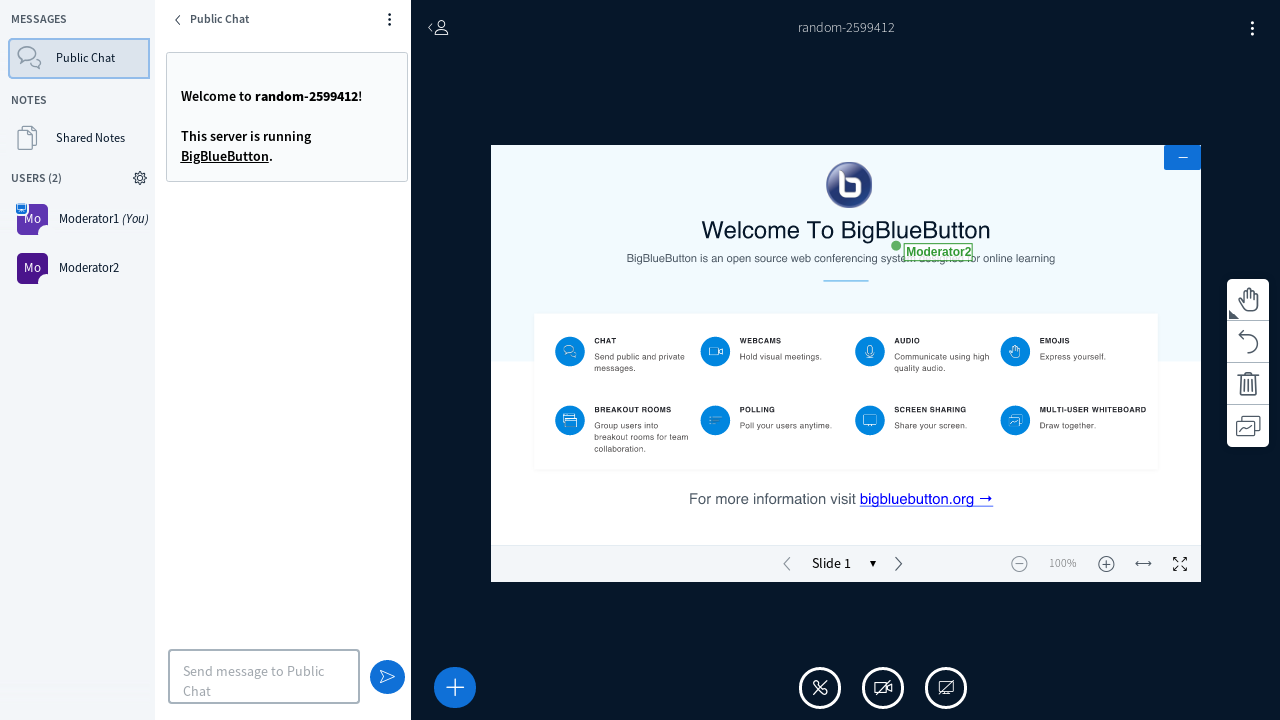 MESSAGES
Public Chat
NOTES
Shared Notes
USERS (2)
Mo
Moderator1 (You)
Mo
Moderator2
Public Chat
Welcome to random-2599412!
This server is running
BigBlueButton.
Send message to Public
Chat
random-2599412
Welcome To BigBlueButton
Moderator2
BigBlueButton is an open source web conferencing system designed for online learning
CHAT
Send public and private
messages.
WEBCAMS
Hold visual meetings.
AUDIO
Communicate using high
quality audio.
EMOJIS
Express yourself.
BREAKOUT ROOMS
Group users into
breakout rooms for team
collaboration.
POLLING
Poll your users anytime.
SCREEN SHARING
Share your screen.
MULTI-USER WHITEBOARD
Draw together.
For more information visit bigbluebutton.org →
Slide 1
100%